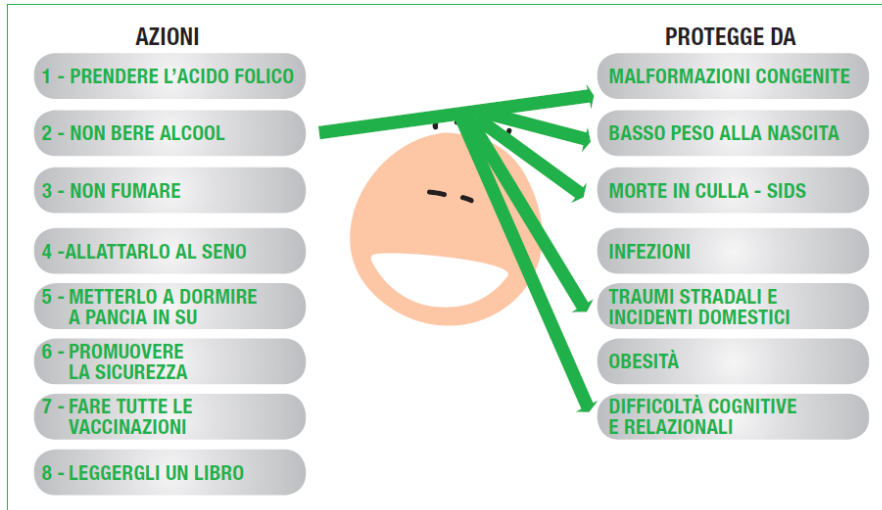 AZIONI
1 - PRENDERE L'ACIDO FOLICO
2 - NON BERE ALCOOL
3 - NON FUMARE
4 -ALLATTARLO AL SENO
5 - METTERLO A DORMIRE
A PANCIA IN SU
6 - PROMUOVERE
LA SICUREZZA
7 - FARE TUTTE LE
VACCINAZIONI
8 - LEGGERGLI UN LIBRO
PROTEGGE DA
MALFORMAZIONI CONGENITE
BASSO PESO ALLA NASCITA
MORTE IN CULLA - SIDS
INFEZIONI
TRAUMI STRADALI E
INCIDENTI DOMESTICI
OBESITÀ
DIFFICOLTÀ COGNITIVE
E RELAZIONALI